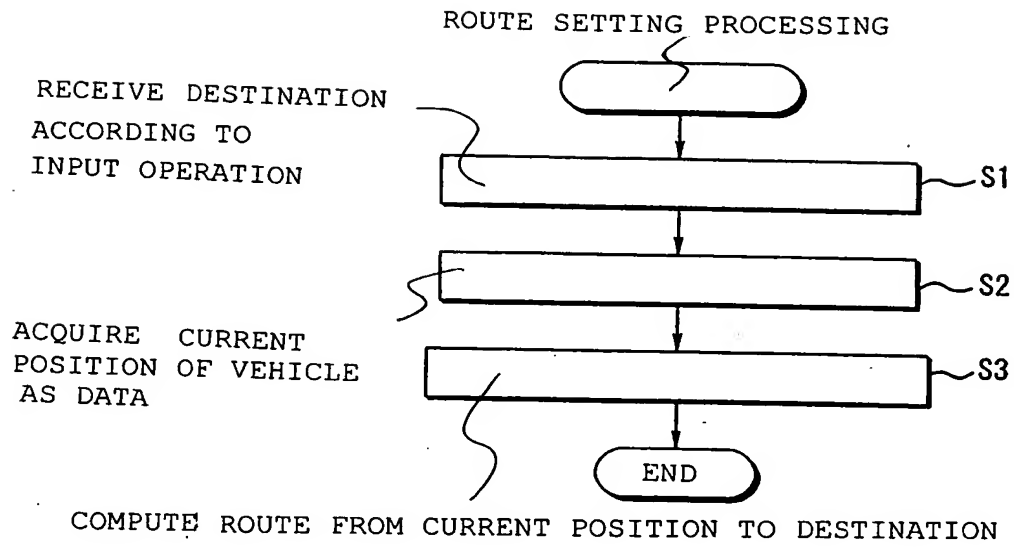 ROUTE SETTING PROCESSING
RECEIVE DESTINATION
ACCORDING TO
INPUT OPERATION
S1
S2
ACQUIRE CURRENT
POSITION OF VEHICLE
AS DATA
S3
END
COMPUTE ROUTE FROM CURRENT POSITION TO DESTINATION